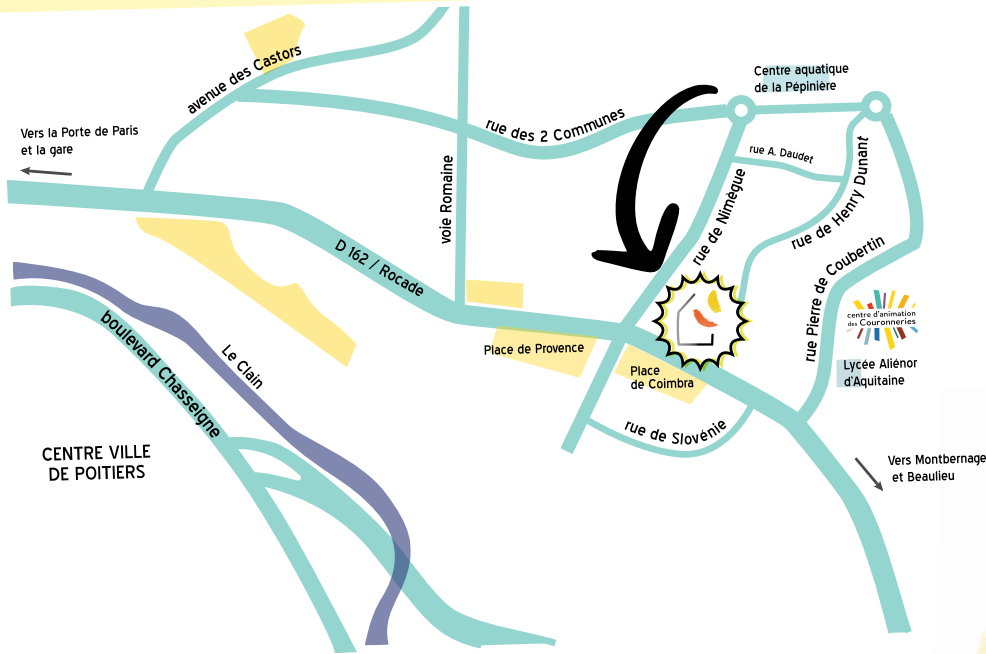 avenue des Castors
Centre aquatique
de la Pépinière
Vers la Porte de Paris
et la gare
rue des 2 Communes
rue A. Daudet
voie Romaine
rue de Nimègue
rue de Henry Dunant
D 162 / Rocade
rue Pierre de Coubertin
centre d'animation
des Couronneries
boulevard Chasseigne
Le Clain
Place de Provence
Place
de Coimbra
Lycée Aliénor
d'Aquitaine
rue de Slovénie
CENTRE VILLE
DE POITIERS
Vers Montbernage
et Beaulieu